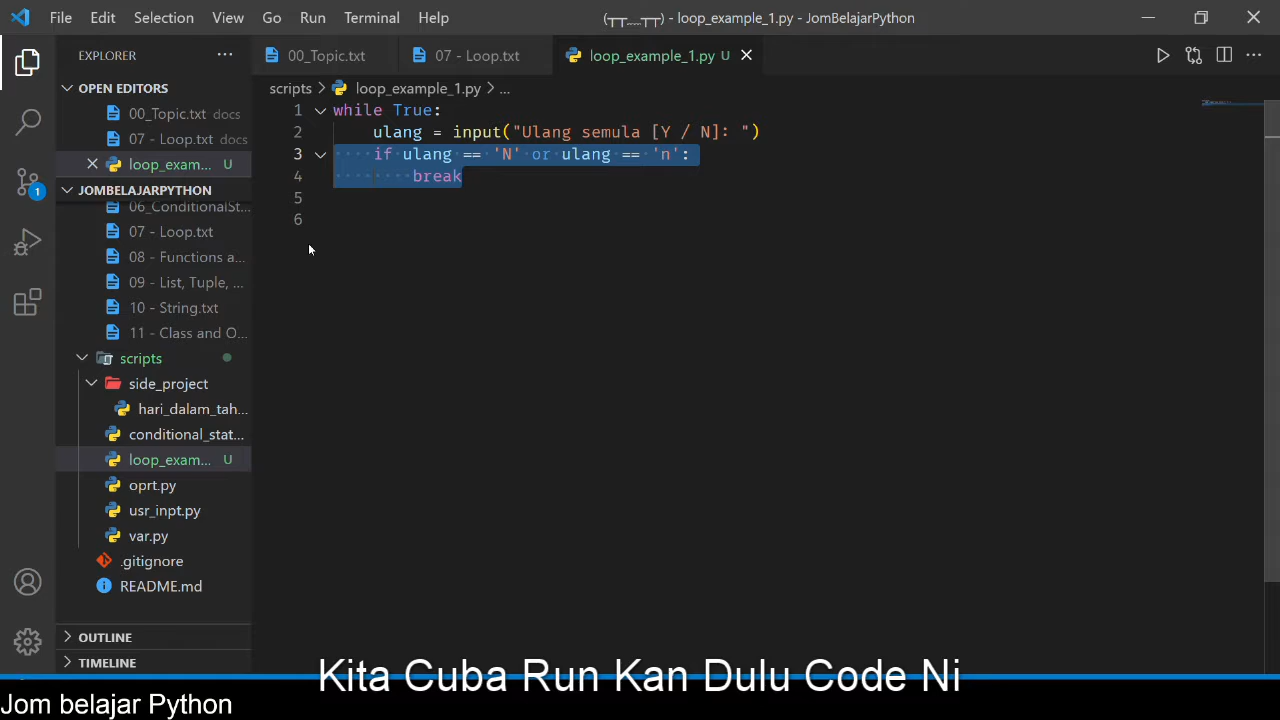 File Edit Selection View Go Run Terminal Help (┬┬﹏┬┬) - loop_example_1.py - JomBelajarPython
EXPLORER ...
00_Topic.txt 07 - Loop.txt loop_example_1.py U
OPEN EDITORS
00_Topic.txt docs
07 - Loop.txt docs
loop_exam... U
1
JOMBELAJARPYTHON
06_ConditionalSt...
07 - Loop.txt
08 - Functions a...
09 - List, Tuple, ...
10 - String.txt
11 - Class and O...
scripts
side_project
hari_dalam_tah...
conditional_stat...
loop_exam... U
oprt.py
usr_inpt.py
var.py
.gitignore
README.md
OUTLINE
TIMELINE
scripts > loop_example_1.py > ...
1 while True:
2 ulang = input("Ulang semula [Y / N]: ")
3 if ulang == 'N' or ulang == 'n':
4 break
5
6
Kita Cuba Run Kan Dulu Code Ni
Jom belajar Python